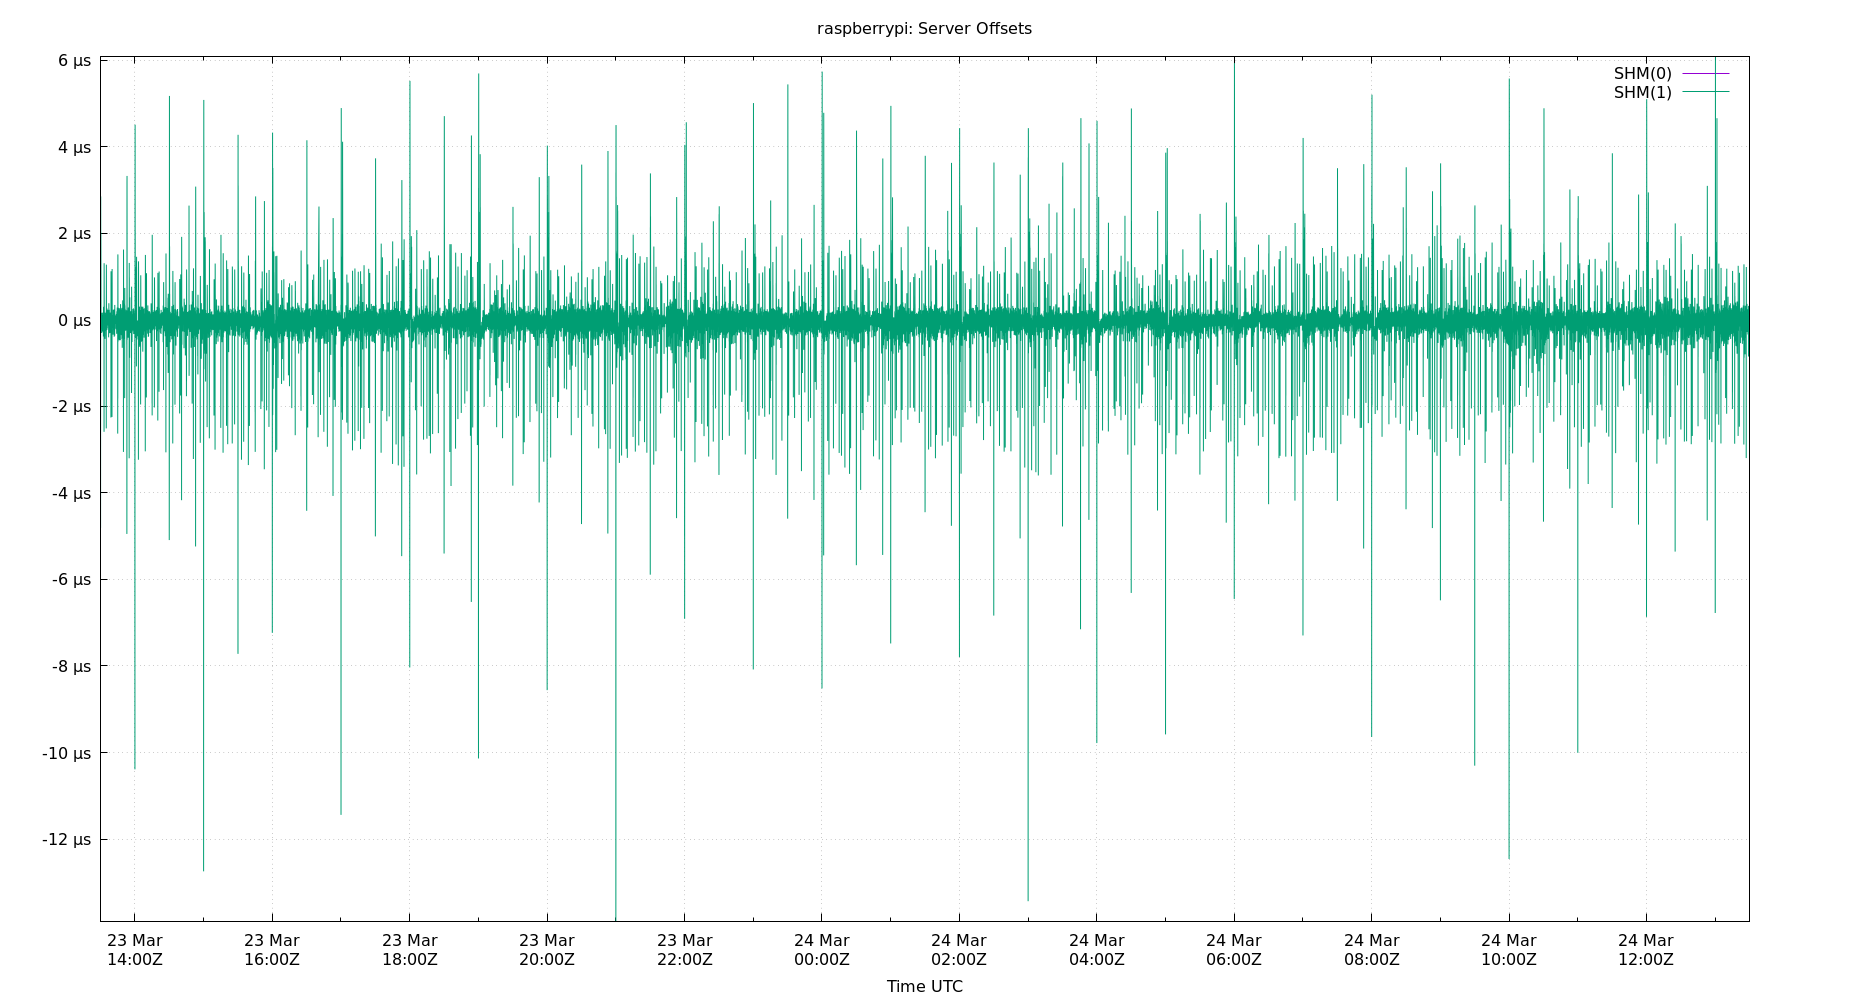 raspberrypi: Server Offsets
6 µs
4 µs
2 µs
0 µs
-2 µs
-4 µs
-6 µs
-8 µs
-10 µs
-12 µs
SHM(0)
SHM(1)
23 Mar 23 Mar 23 Mar 23 Mar 23 Mar 24 Mar 24 Mar 24 Mar 24 Mar 24 Mar 24 Mar 24 Mar
14:00Z 16:00Z 18:00Z 20:00Z 22:00Z 00:00Z 02:00Z 04:00Z 06:00Z 08:00Z 10:00Z 12:00Z
Time UTC